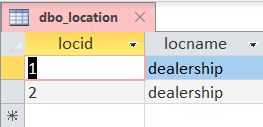 dbo_location
locid locname
1 dealership
2 dealership